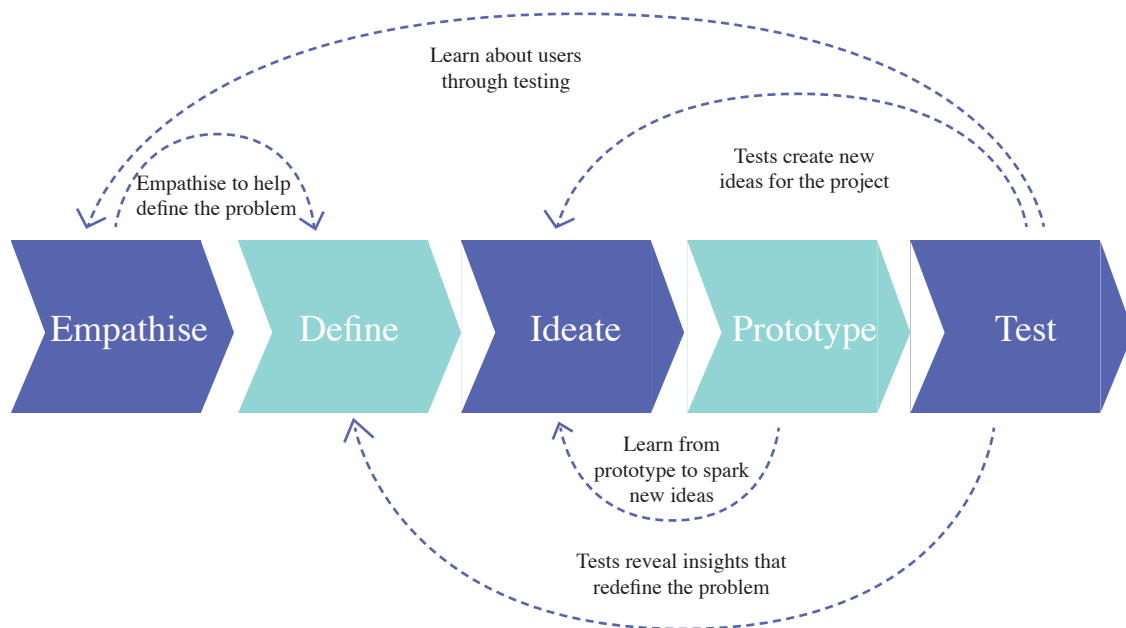 Learn about users
through testing
Tests create new
ideas for the project
Empathise to help
define the problem
Empathise
Define
Ideate
Prototype
Test
Learn from
prototype to spark
new ideas
Tests reveal insights that
redefine the problem